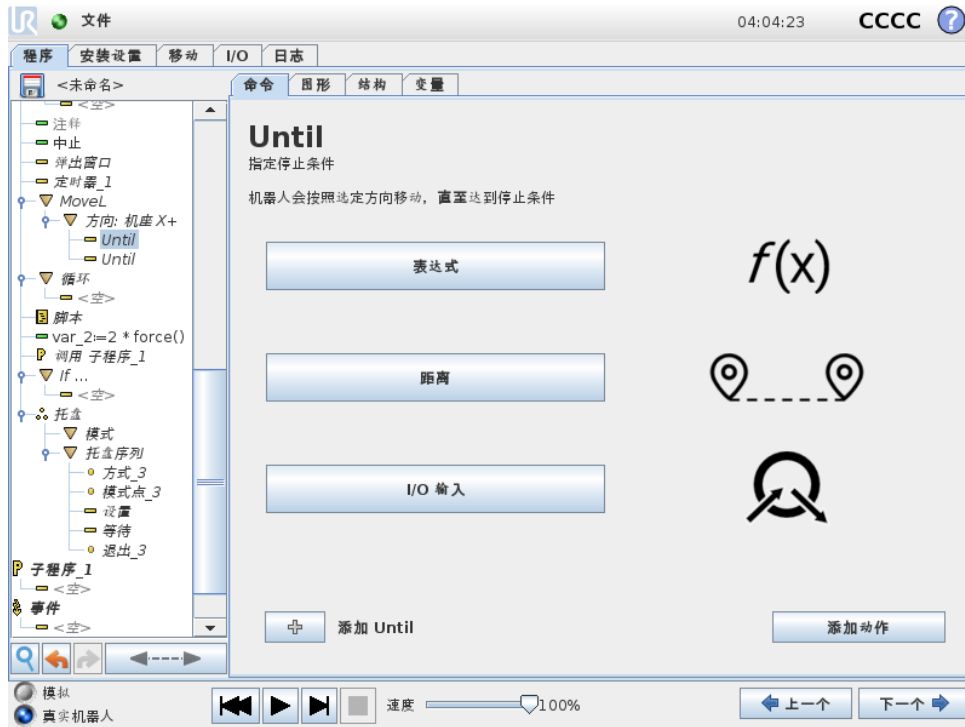 UR 文件 04:04:23 CCCC ?
程序 安装设置 移动 I/O 日志
<未命名>
命令 图形 结构 变量
<空>
注释
中止
弹出窗口
定时器_1
MoveL
方向: 机座 X+
Until
Until
循环
<空>
脚本
var_2:=2 * force()
调用 子程序_1
If ...
<空>
托盘
模式
托盘序列
方式_3
模式点_3
设置
等待
退出_3
子程序_1
<空>
事件
<空>
Until
指定停止条件
机器人会按照选定方向移动，直至达到停止条件
表达式
f(x)
距离
I/O 输入
添加 Until
添加动作
模拟
真实机器人
速度 100%
上一个 下一个